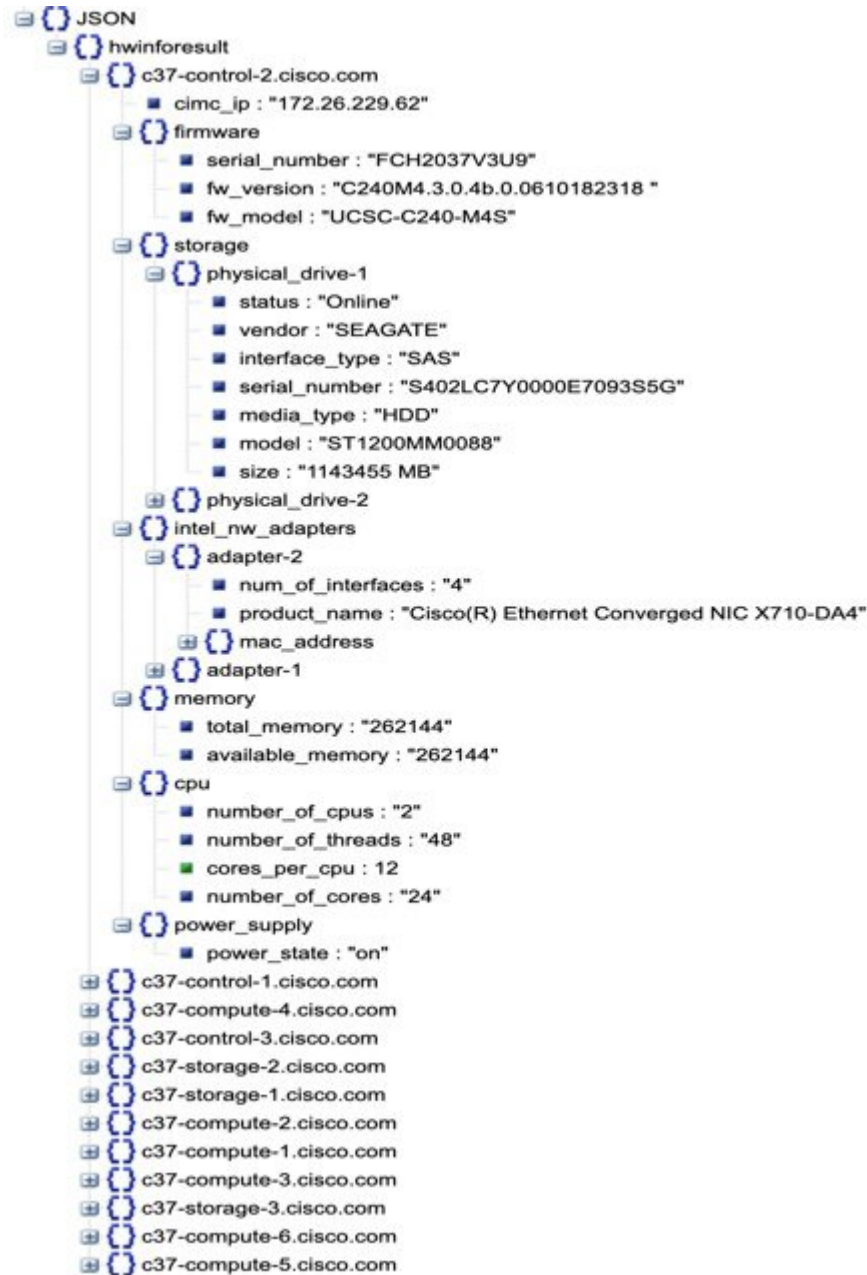 {} JSON
{} hwinforesult
{} c37-control-2.cisco.com
cimc_ip : "172.26.229.62"
{} firmware
serial_number : "FCH2037V3U9"
fw_version : "C240M4.3.0.4b.0.0610182318 "
fw_model : "UCSC-C240-M4S"
{} storage
{} physical_drive-1
status : "Online"
vendor : "SEAGATE"
interface_type : "SAS"
serial_number : "S402LC7Y0000E7093S5G"
media_type : "HDD"
model : "ST1200MM0088"
size : "1143455 MB"
{} physical_drive-2
{} intel_nw_adapters
{} adapter-2
num_of_interfaces : "4"
product_name : "Cisco(R) Ethernet Converged NIC X710-DA4"
{} mac_address
{} adapter-1
{} memory
total_memory : "262144"
available_memory : "262144"
{} cpu
number_of_cpus : "2"
number_of_threads : "48"
cores_per_cpu : 12
number_of_cores : "24"
{} power_supply
power_state : "on"
{} c37-control-1.cisco.com
{} c37-compute-4.cisco.com
{} c37-control-3.cisco.com
{} c37-storage-2.cisco.com
{} c37-storage-1.cisco.com
{} c37-compute-2.cisco.com
{} c37-compute-1.cisco.com
{} c37-compute-3.cisco.com
{} c37-storage-3.cisco.com
{} c37-compute-6.cisco.com
{} c37-compute-5.cisco.com